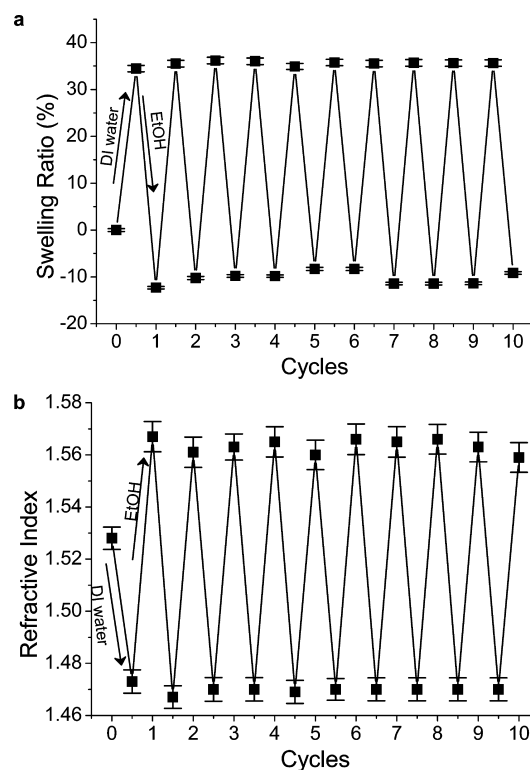 a
Swelling Ratio (%)
40
30
20
10
0
-10
-20
DI water
EtOH
0 1 2 3 4 5 6 7 8 9 10
Cycles
b
Refractive Index
1.58
1.56
1.54
1.52
1.50
1.48
1.46
EtOH
DI water
0 1 2 3 4 5 6 7 8 9 10
Cycles